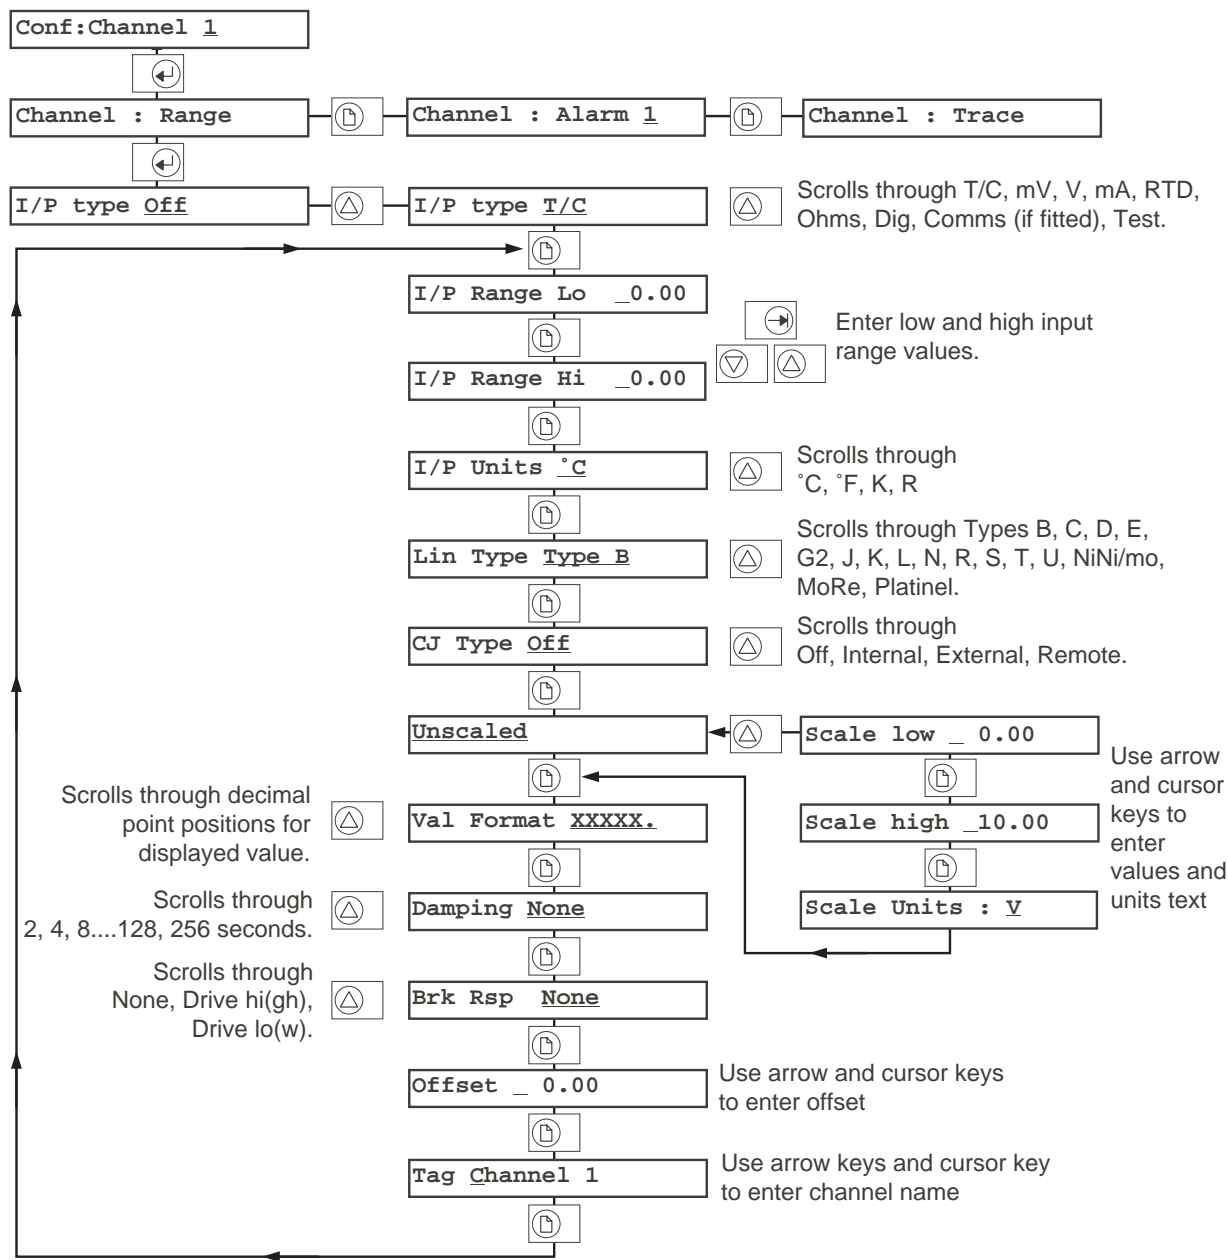 Conf:Channel 1
Channel : Range
Channel : Alarm 1
Channel : Trace
I/P type Off
I/P type T/C
Scrolls through T/C, mV, V, mA, RTD,
Ohms, Dig, Comms (if fitted), Test.
I/P Range Lo _0.00
Enter low and high input
range values.
I/P Range Hi _0.00
I/P Units ˚C
Scrolls through
˚C, ˚F, K, R
Lin Type Type B
Scrolls through Types B, C, D, E,
G2, J, K, L, N, R, S, T, U, NiNi/mo,
MoRe, Platinel.
CJ Type Off
Scrolls through
Off, Internal, External, Remote.
Unscaled
Scale low _ 0.00
Use arrow
and cursor
keys to
enter
values and
units text
Scrolls through decimal
point positions for
displayed value.
Val Format XXXXX.
Scale high _10.00
Scrolls through
2, 4, 8....128, 256 seconds.
Damping None
Scale Units : V
Scrolls through
None, Drive hi(gh),
Drive lo(w).
Brk Rsp None
Offset _ 0.00
Use arrow and cursor keys
to enter offset
Tag Channel 1
Use arrow keys and cursor key
to enter channel name